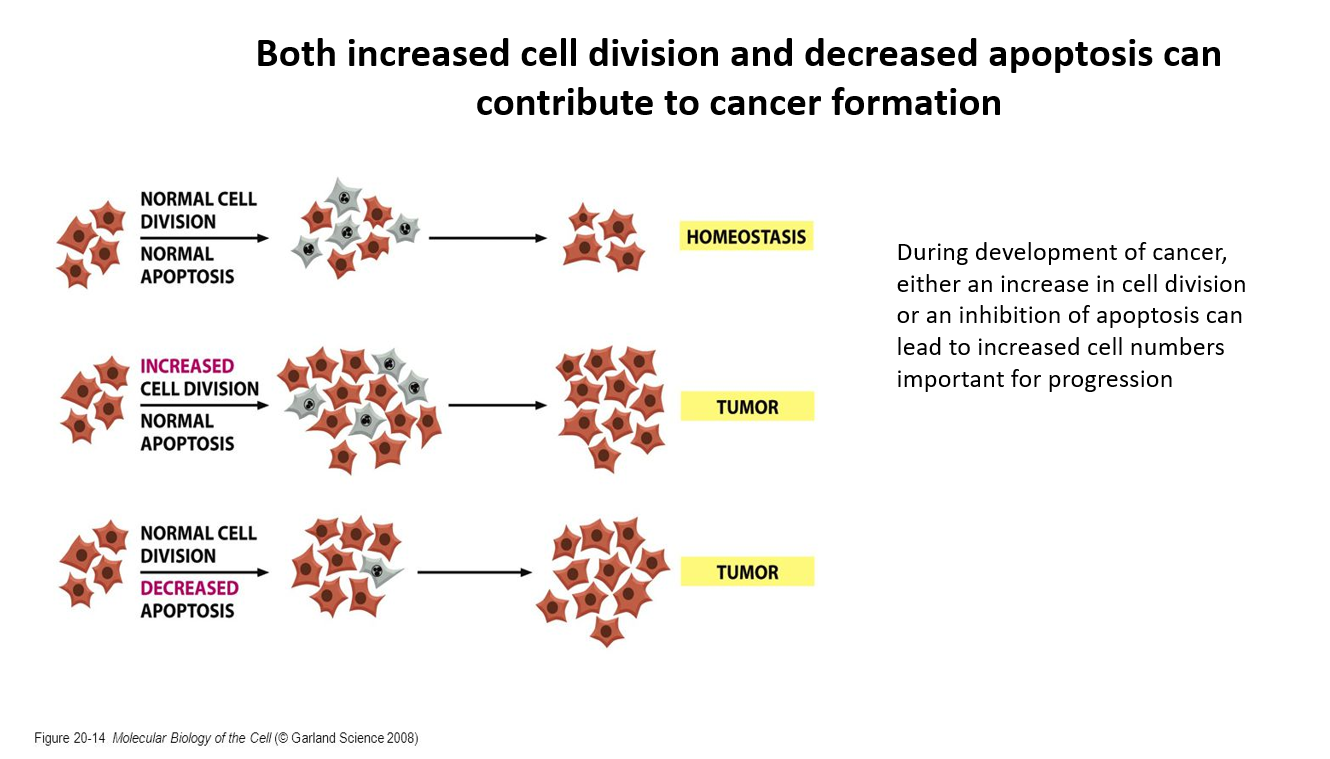 Both increased cell division and decreased apoptosis can
contribute to cancer formation
NORMAL CELL
DIVISION
NORMAL
APOPTOSIS
HOMEOSTASIS
INCREASED
CELL DIVISION
NORMAL
APOPTOSIS
TUMOR
NORMAL CELL
DIVISION
DECREASED
APOPTOSIS
TUMOR
During development of cancer,
either an increase in cell division
or an inhibition of apoptosis can
lead to increased cell numbers
important for progression
Figure 20-14 Molecular Biology of the Cell (© Garland Science 2008)